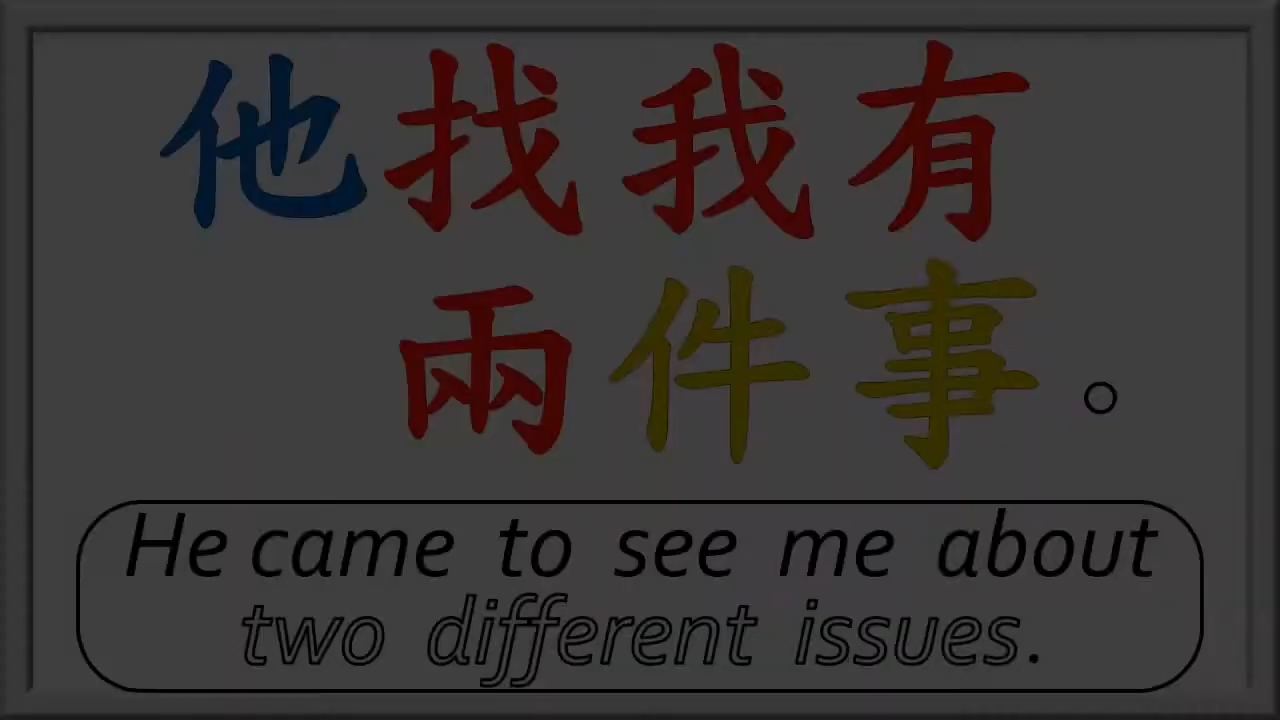 他找我有
兩件事。
He came to see me about
two different issues.